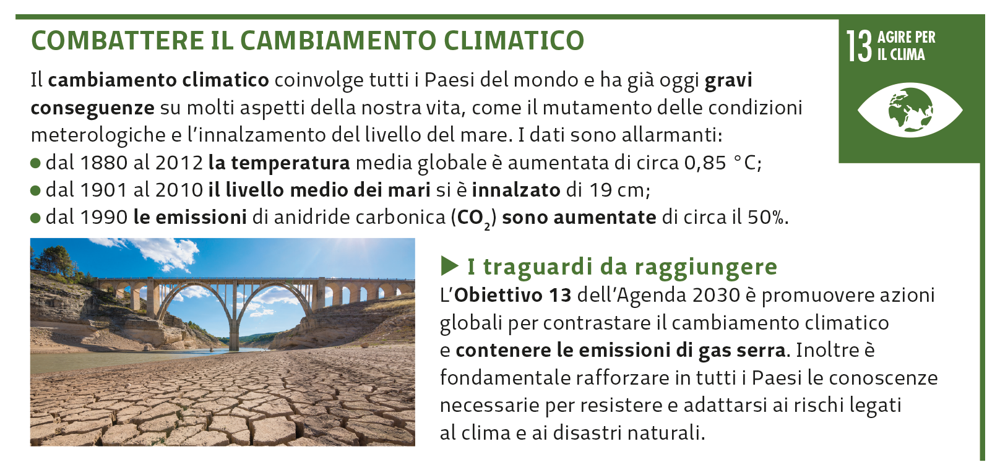 COMBATTERE IL CAMBIAMENTO CLIMATICO
13 AGIRE PER
IL CLIMA
Il cambiamento climatico coinvolge tutti i Paesi del mondo e ha già oggi gravi
conseguenze su molti aspetti della nostra vita, come il mutamento delle condizioni
meterologiche e l’innalzamento del livello del mare. I dati sono allarmanti:
● dal 1880 al 2012 la temperatura media globale è aumentata di circa 0,85 °C;
● dal 1901 al 2010 il livello medio dei mari si è innalzato di 19 cm;
● dal 1990 le emissioni di anidride carbonica (CO₂) sono aumentate di circa il 50%.
▶ I traguardi da raggiungere
L’Obiettivo 13 dell’Agenda 2030 è promuovere azioni
globali per contrastare il cambiamento climatico
e contenere le emissioni di gas serra. Inoltre è
fondamentale rafforzare in tutti i Paesi le conoscenze
necessarie per resistere e adattarsi ai rischi legati
al clima e ai disastri naturali.